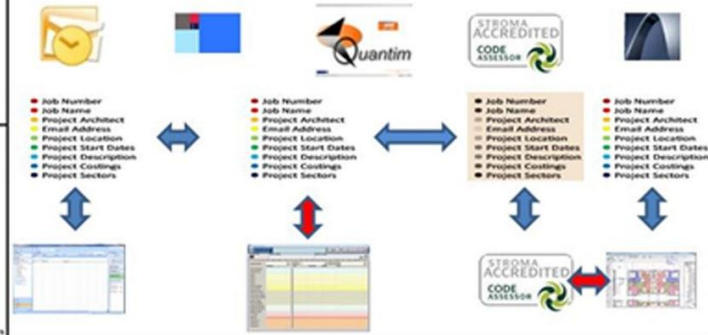 Quantim
STROMA
ACCREDITED
CODE
ASSESSOR
Job Number
Job Name
Project Architect
Email Address
Project Location
Project Start Dates
Project Description
Project Costings
Project Sectors
Job Number
Job Name
Project Architect
Email Address
Project Location
Project Start Dates
Project Description
Project Costings
Project Sectors
Job Number
Job Name
Project Architect
Email Address
Project Location
Project Start Dates
Project Description
Project Costings
Project Sectors
Job Number
Job Name
Project Architect
Email Address
Project Location
Project Start Dates
Project Description
Project Costings
Project Sectors
STROMA
ACCREDITED
CODE
ASSESSOR